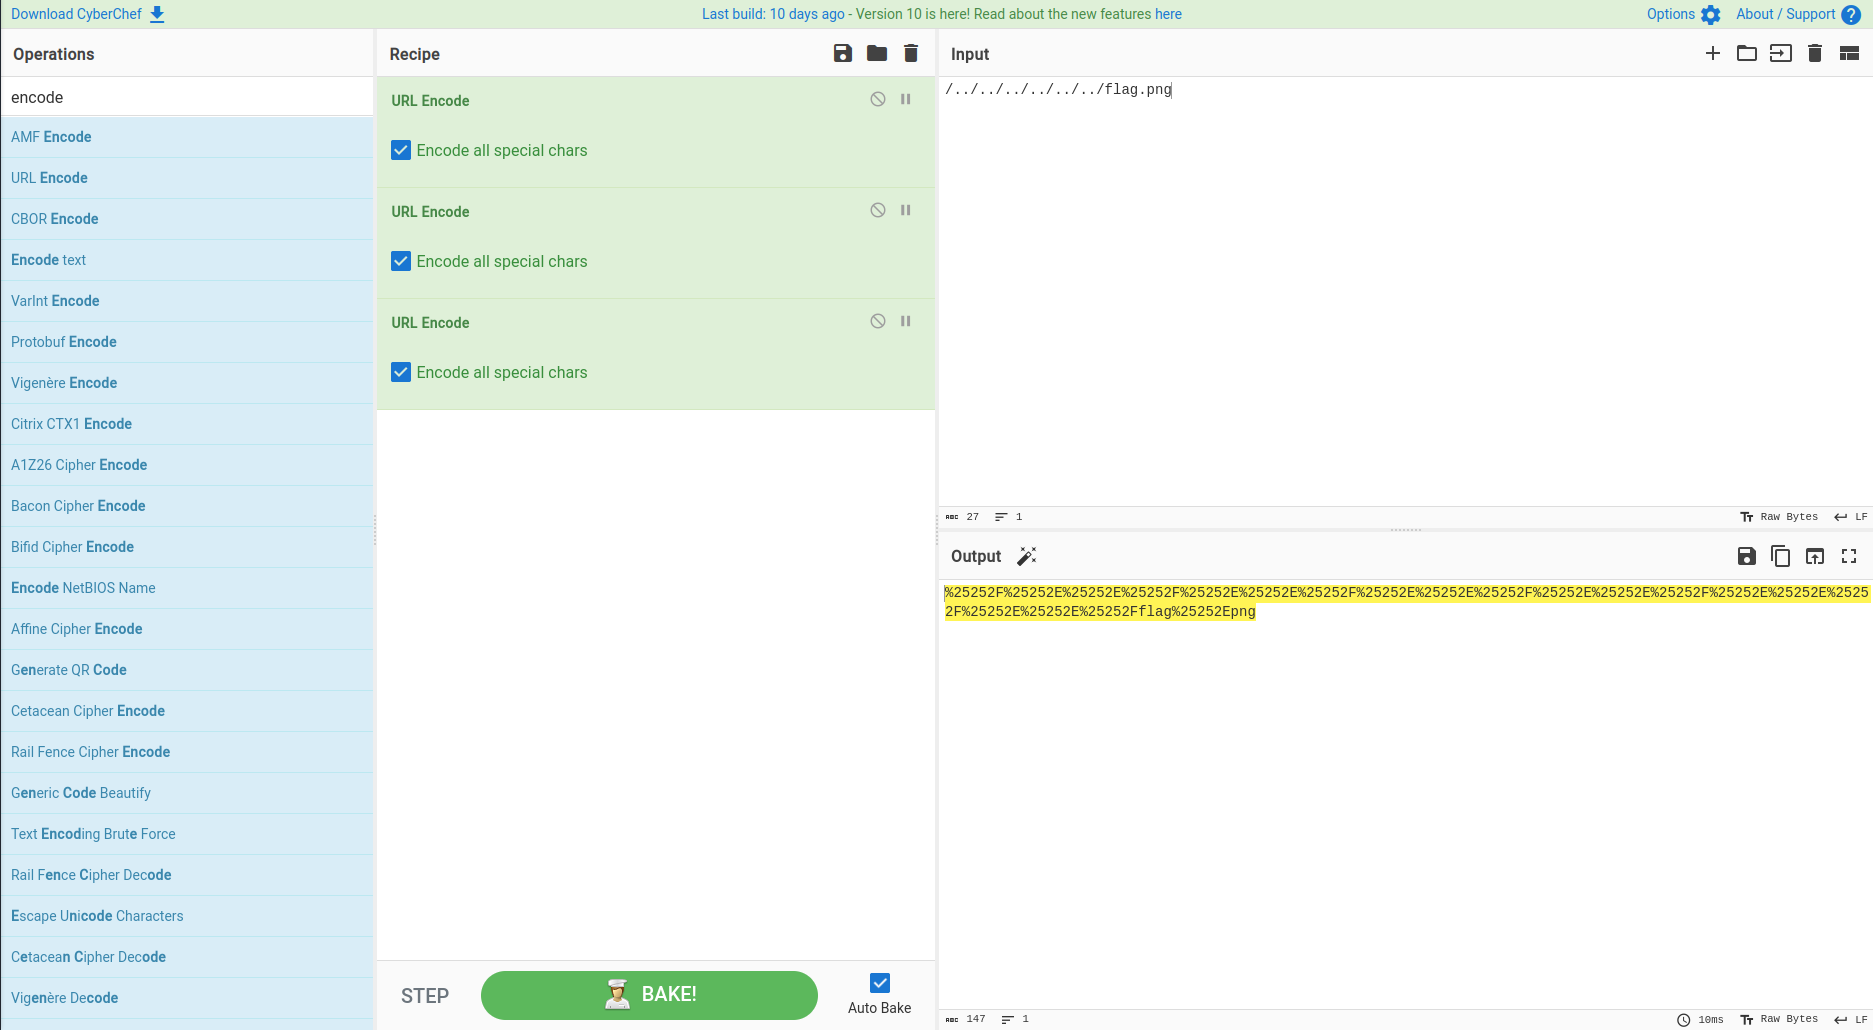 Download CyberChef
Last build: 10 days ago - Version 10 is here! Read about the new features here
Options
About / Support
Operations
encode
AMF Encode
URL Encode
CBOR Encode
Encode text
VarInt Encode
Protobuf Encode
Vigenère Encode
Citrix CTX1 Encode
A1Z26 Cipher Encode
Bacon Cipher Encode
Bifid Cipher Encode
Encode NetBIOS Name
Affine Cipher Encode
Generate QR Code
Cetacean Cipher Encode
Rail Fence Cipher Encode
Generic Code Beautify
Text Encoding Brute Force
Rail Fence Cipher Decode
Escape Unicode Characters
Cetacean Cipher Decode
Vigenère Decode
Recipe
URL Encode
Encode all special chars
URL Encode
Encode all special chars
URL Encode
Encode all special chars
STEP
BAKE!
Auto Bake
Input
/../../../../../../flag.png
27
1
Raw Bytes
LF
Output
%25252F%25252E%25252E%25252F%25252E%25252E%25252F%25252E%25252E%25252F%25252E%25252E%25252F%25252E%25252E%2525
2F%25252E%25252E%25252Fflag%25252Epng
147
1
10ms
Raw Bytes
LF